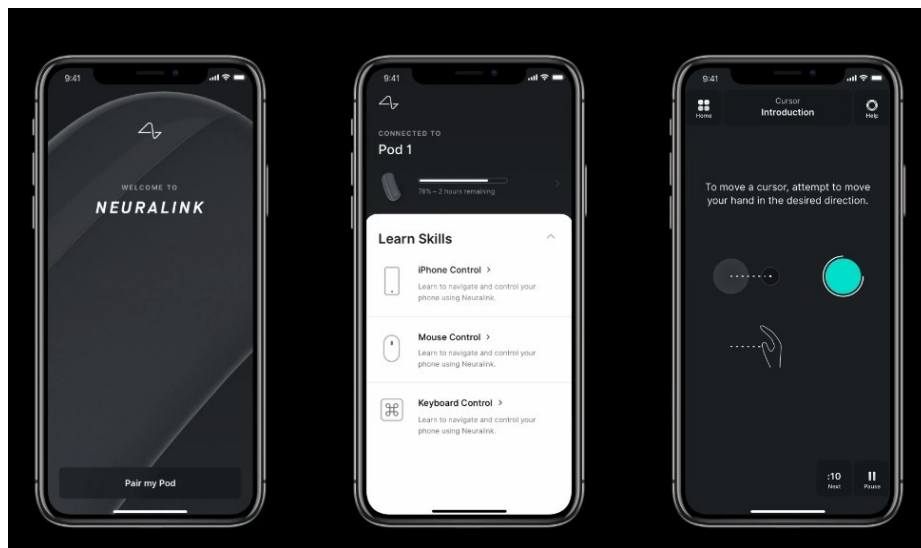 9:41
WELCOME TO
NEURALINK
Pair my Pod
9:41
CONNECTED TO
Pod 1
78% – 2 hours remaining
Learn Skills
iPhone Control >
Learn to navigate and control your
phone using Neuralink.
Mouse Control >
Learn to navigate and control your
phone using Neuralink.
Keyboard Control >
Learn to navigate and control your
phone using Neuralink.
9:41
Home
Cursor
Introduction
Help
To move a cursor, attempt to move
your hand in the desired direction.
:10
Next
Pause